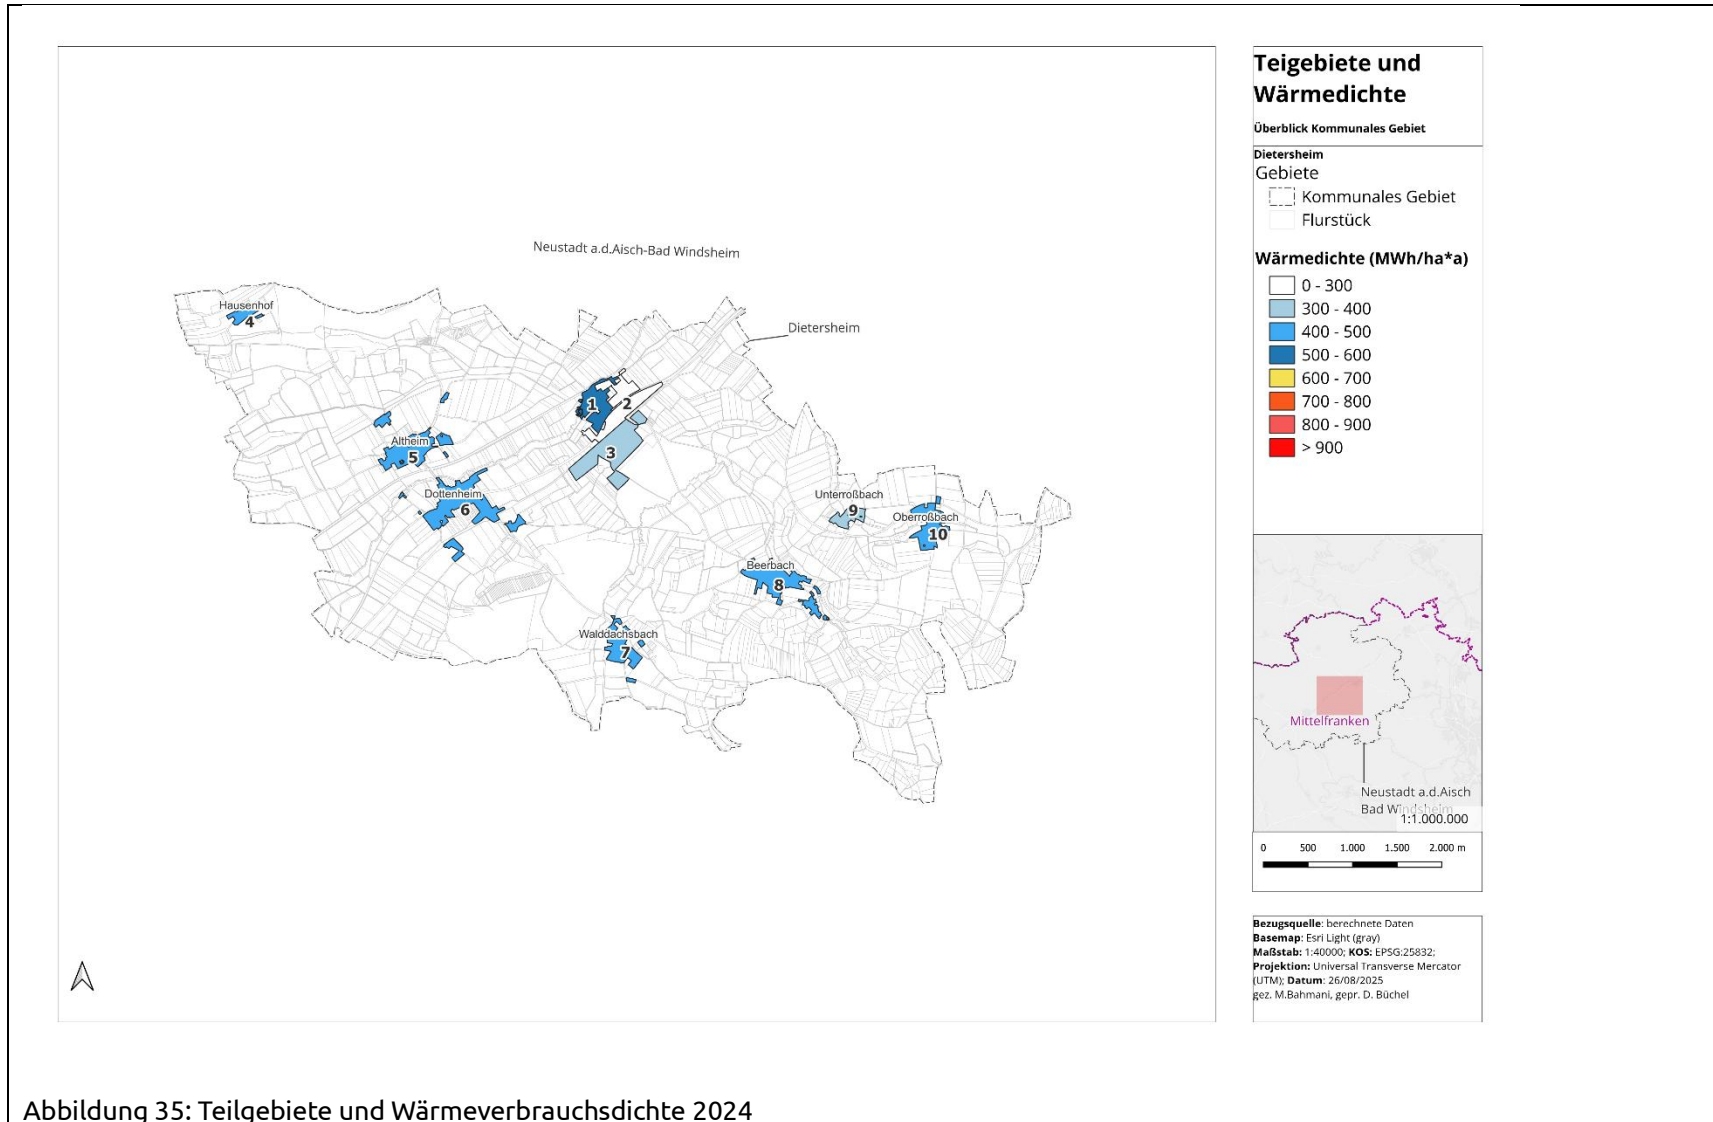 Teigebiete und
Wärmedichte
Überblick Kommunales Gebiet
Dietersheim
Gebiete
Kommunales Gebiet
Flurstück
Wärmedichte (MWh/ha*a)
0 - 300
300 - 400
400 - 500
500 - 600
600 - 700
700 - 800
800 - 900
> 900
Neustadt a.d.Aisch-Bad Windsheim
Dietersheim
Hausenhof
4
1
2
3
Altheim
5
Dottenheim
6
Unterroßbach
9
Oberroßbach
10
Beerbach
8
Walddachsbach
7
Mittelfranken
Neustadt a.d.Aisch
Bad Windsheim
1:1.000.000
0 500 1.000 1.500 2.000 m
Bezugsquelle: berechnete Daten
Basemap: Esri Light (gray)
Maßstab: 1:40000; KOS: EPSG:25832;
Projektion: Universal Transverse Mercator
(UTM); Datum: 26/08/2025
gez. M.Bahmani, gepr. D. Büchel
Abbildung 35: Teilgebiete und Wärmeverbrauchsdichte 2024